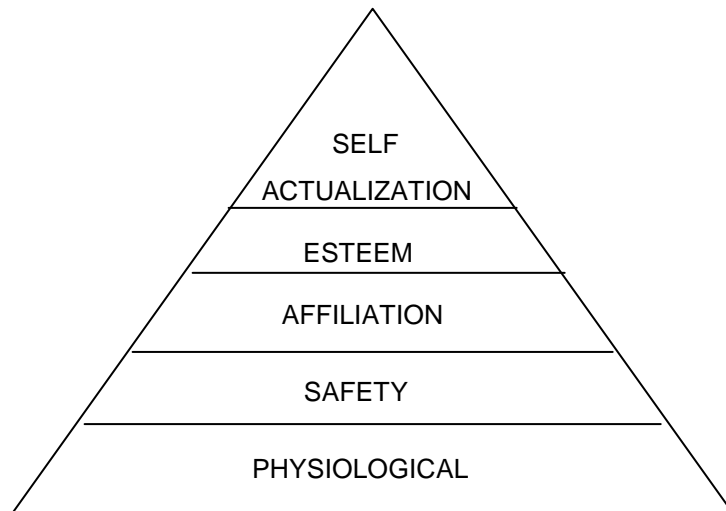 SELF
ACTUALIZATION
ESTEEM
AFFILIATION
SAFETY
PHYSIOLOGICAL